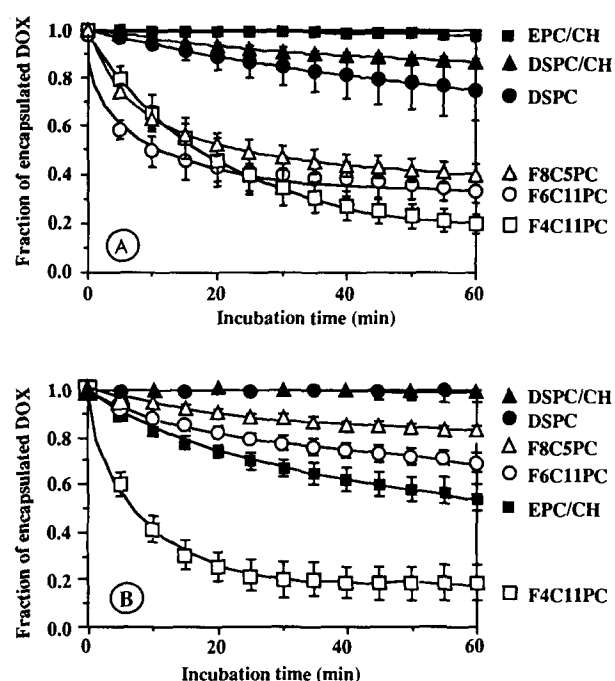 Fraction of encapsulated DOX
1.0
0.8
0.6
0.4
0.2
0.0
A
0 20 40 60
Incubation time (min)
EPC/CH
DSPC/CH
DSPC
F8C5PC
F6C11PC
F4C11PC
Fraction of encapsulated DOX
1.0
0.8
0.6
0.4
0.2
0.0
B
0 20 40 60
Incubation time (min)
DSPC/CH
DSPC
F8C5PC
F6C11PC
EPC/CH
F4C11PC